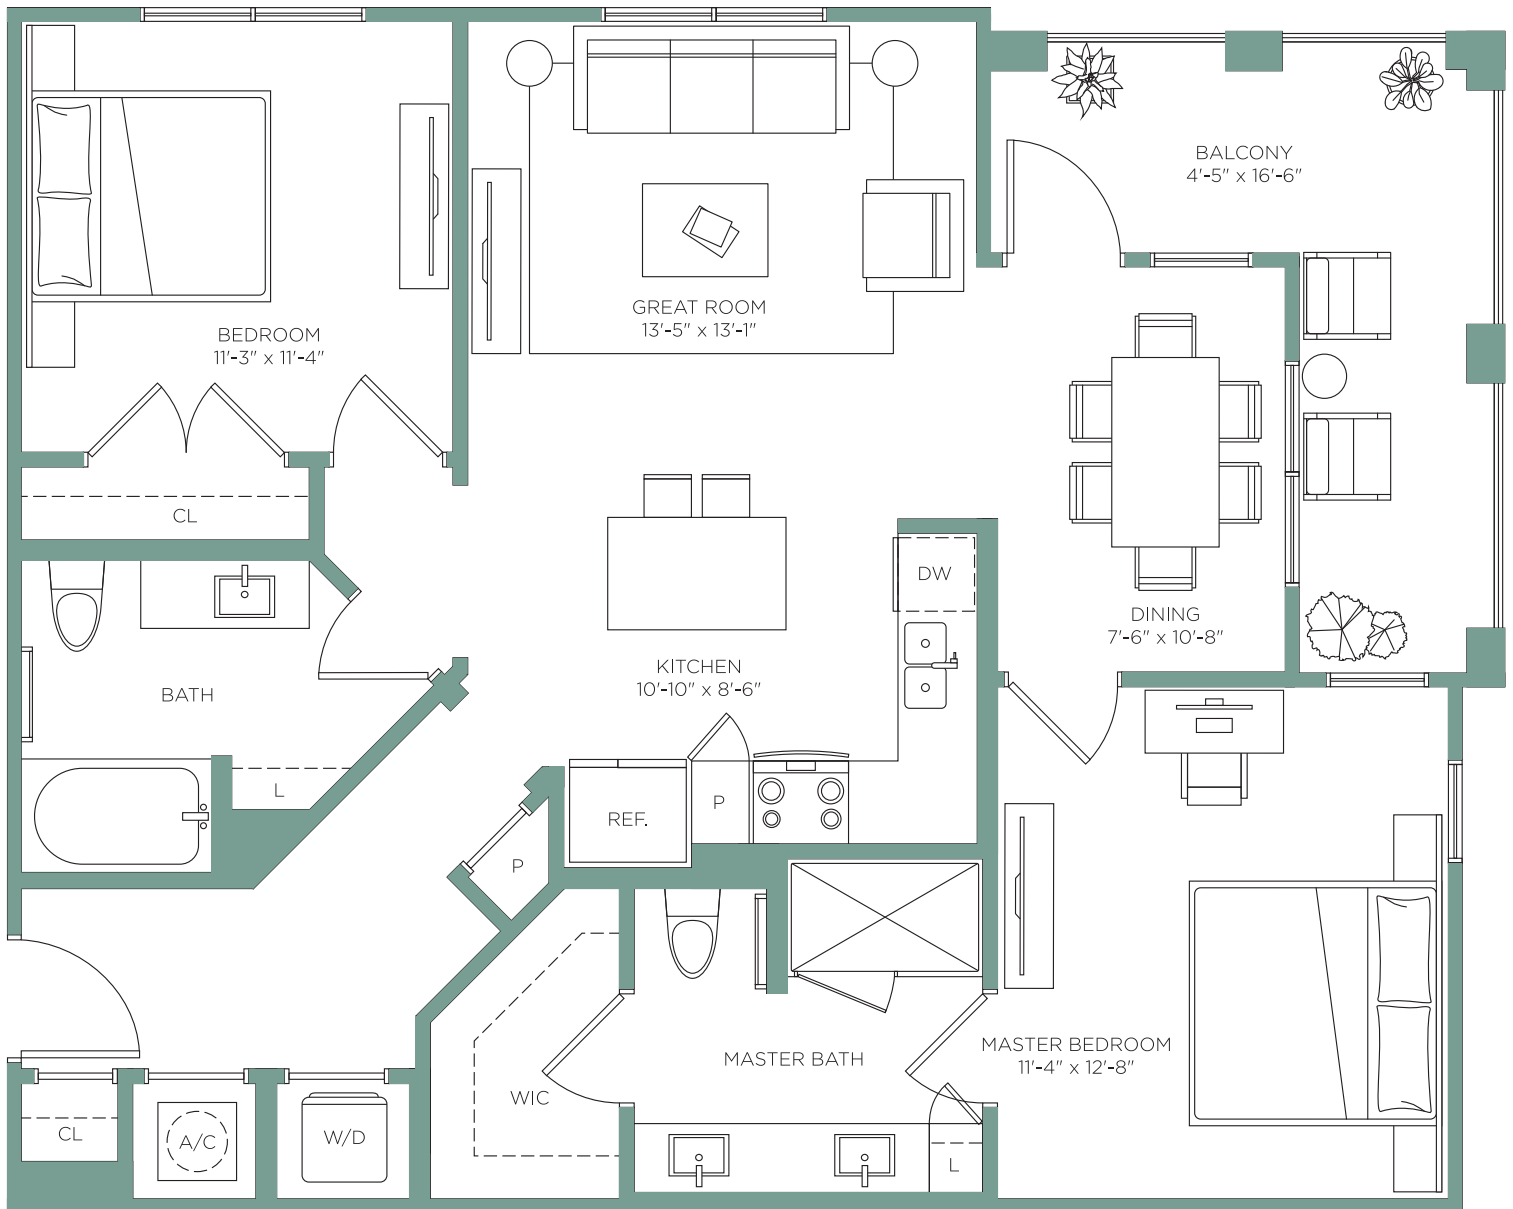 BALCONY
4'-5" x 16'-6"
GREAT ROOM
13'-5" x 13'-1"
BEDROOM
11'-3" x 11'-4"
CL
DW
DINING
7'-6" x 10'-8"
KITCHEN
10'-10" x 8'-6"
BATH
L
P
REF.
P
MASTER BEDROOM
11'-4" x 12'-8"
MASTER BATH
WIC
CL
A/C
W/D
L